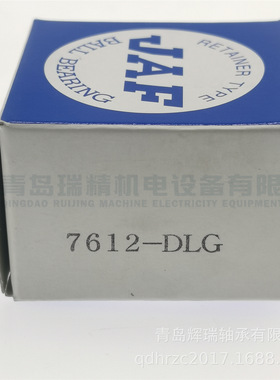 RETAINER TYPE
JAF
BALL BEARING
青岛瑞精机电设备有限
QINGDAO RUIJING MACHINE ELECTRICITY EQUIPMENT
7612-DLG
青岛辉瑞轴承有限
qdhrzc2017.1688.